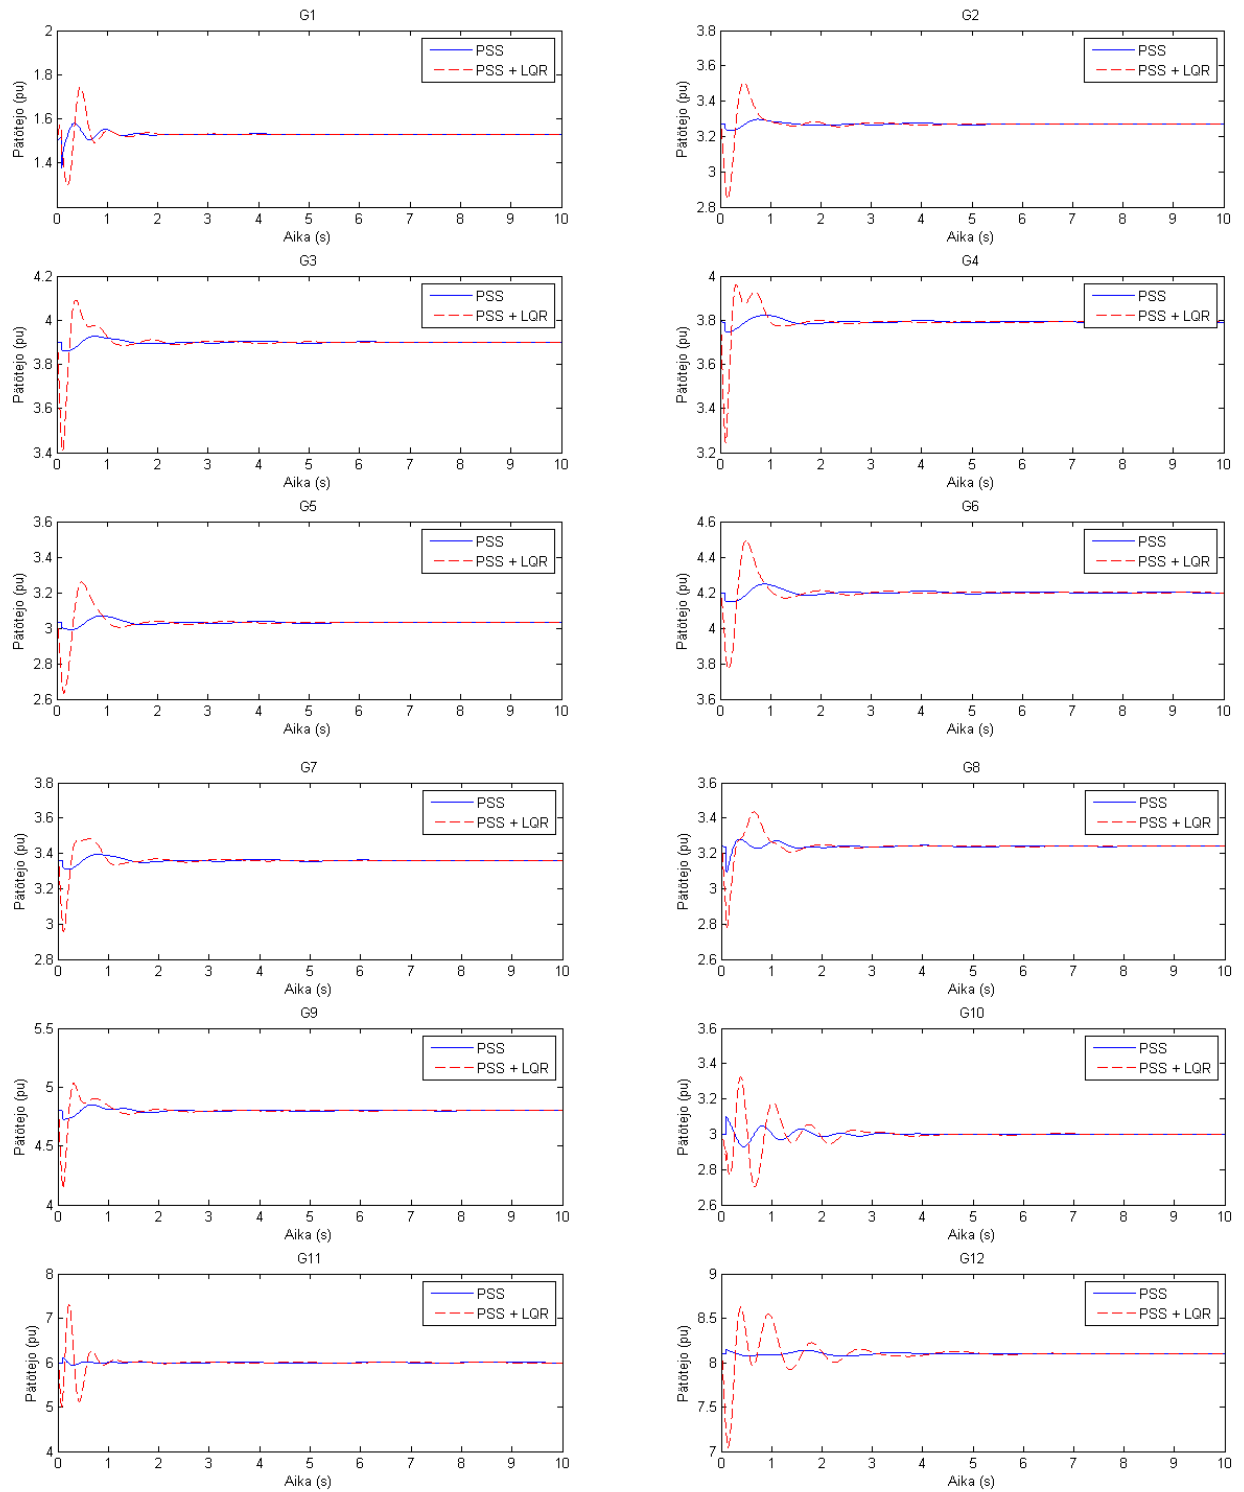 G1
PSS
PSS + LQR
2
1.8
1.6
1.4
Pätötejo (pu)
0 1 2 3 4 5 6 7 8 9 10
Aika (s)
G2
PSS
PSS + LQR
3.8
3.6
3.4
3.2
3
2.8
Pätötejo (pu)
0 1 2 3 4 5 6 7 8 9 10
Aika (s)
G3
PSS
PSS + LQR
4.2
4
3.8
3.6
3.4
Pätötejo (pu)
0 1 2 3 4 5 6 7 8 9 10
Aika (s)
G4
PSS
PSS + LQR
4
3.8
3.6
3.4
3.2
Pätötejo (pu)
0 1 2 3 4 5 6 7 8 9 10
Aika (s)
G5
PSS
PSS + LQR
3.6
3.4
3.2
3
2.8
2.6
Pätötejo (pu)
0 1 2 3 4 5 6 7 8 9 10
Aika (s)
G6
PSS
PSS + LQR
4.6
4.4
4.2
4
3.8
3.6
Pätötejo (pu)
0 1 2 3 4 5 6 7 8 9 10
Aika (s)
G7
PSS
PSS + LQR
3.8
3.6
3.4
3.2
3
2.8
Pätötejo (pu)
0 1 2 3 4 5 6 7 8 9 10
Aika (s)
G8
PSS
PSS + LQR
3.6
3.4
3.2
3
2.8
2.6
Pätötejo (pu)
0 1 2 3 4 5 6 7 8 9 10
Aika (s)
G9
PSS
PSS + LQR
5.5
5
4.5
4
Pätötejo (pu)
0 1 2 3 4 5 6 7 8 9 10
Aika (s)
G10
PSS
PSS + LQR
3.6
3.4
3.2
3
2.8
2.6
Pätötejo (pu)
0 1 2 3 4 5 6 7 8 9 10
Aika (s)
G11
PSS
PSS + LQR
8
7
6
5
4
Pätötejo (pu)
0 1 2 3 4 5 6 7 8 9 10
Aika (s)
G12
PSS
PSS + LQR
9
8.5
8
7.5
7
Pätötejo (pu)
0 1 2 3 4 5 6 7 8 9 10
Aika (s)